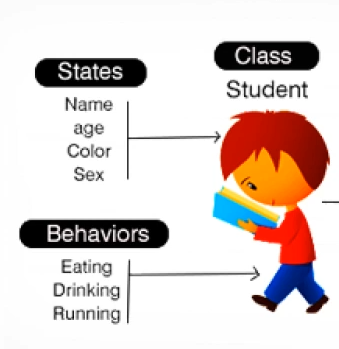 Class
Student
States
Name
age
Color
Sex
Behaviors
Eating
Drinking
Running